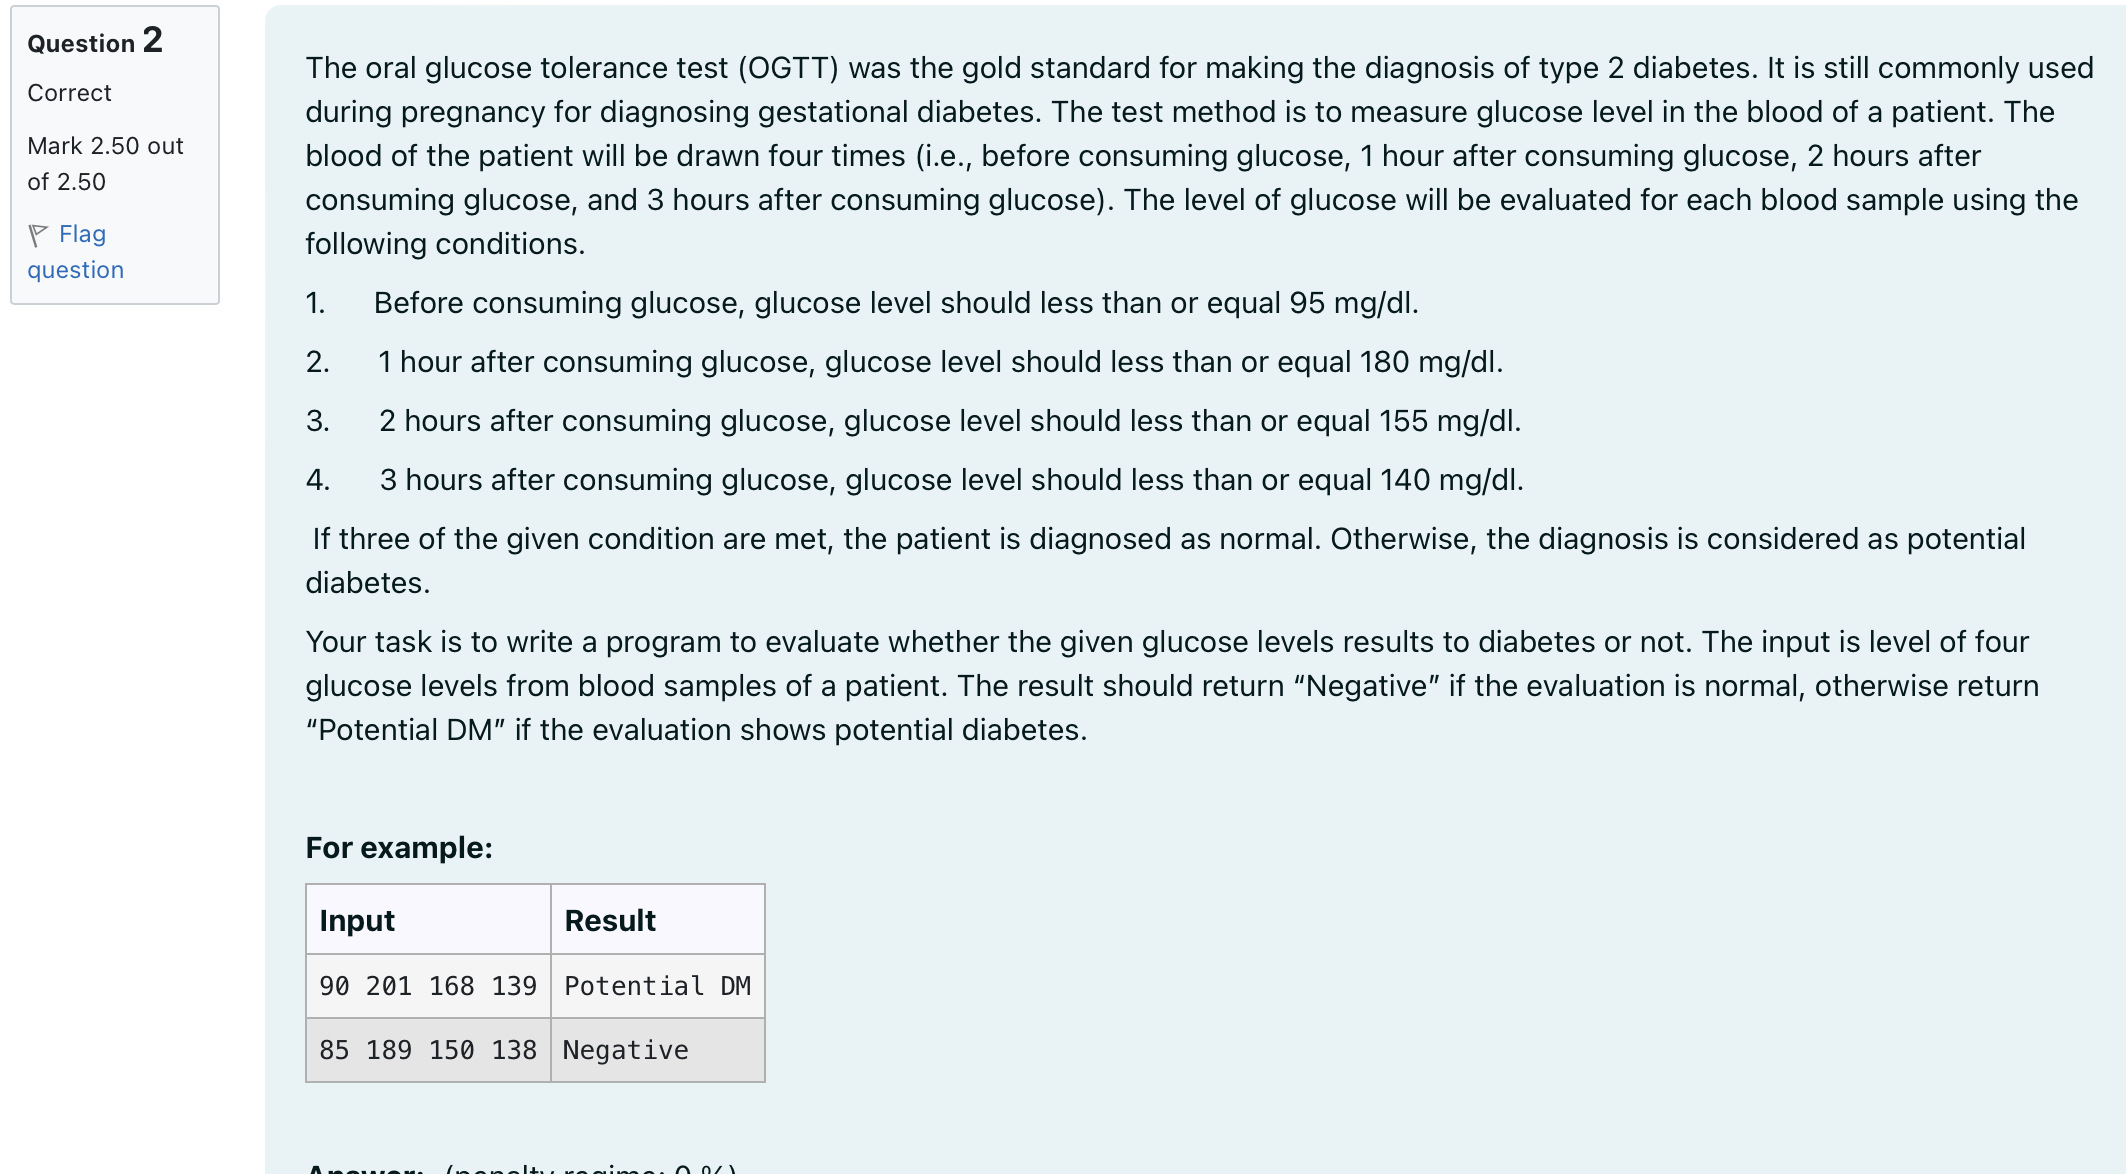 Question 2
Correct
Mark 2.50 out
of 2.50
Flag
question
The oral glucose tolerance test (OGTT) was the gold standard for making the diagnosis of type 2 diabetes. It is still commonly used
during pregnancy for diagnosing gestational diabetes. The test method is to measure glucose level in the blood of a patient. The
blood of the patient will be drawn four times (i.e., before consuming glucose, 1 hour after consuming glucose, 2 hours after
consuming glucose, and 3 hours after consuming glucose). The level of glucose will be evaluated for each blood sample using the
following conditions.
1. Before consuming glucose, glucose level should less than or equal 95 mg/dl.
2. 1 hour after consuming glucose, glucose level should less than or equal 180 mg/dl.
3. 2 hours after consuming glucose, glucose level should less than or equal 155 mg/dl.
4. 3 hours after consuming glucose, glucose level should less than or equal 140 mg/dl.
If three of the given condition are met, the patient is diagnosed as normal. Otherwise, the diagnosis is considered as potential
diabetes.
Your task is to write a program to evaluate whether the given glucose levels results to diabetes or not. The input is level of four
glucose levels from blood samples of a patient. The result should return “Negative” if the evaluation is normal, otherwise return
“Potential DM” if the evaluation shows potential diabetes.
For example:
Input Result
90 201 168 139 Potential DM
85 189 150 138 Negative
Answer: (penalty regime: 0 %)